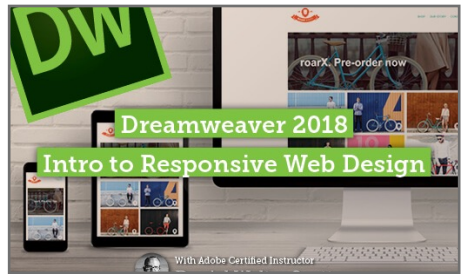 Dw
roarX. Pre-order now
Dreamweaver 2018
Intro to Responsive Web Design
With Adobe Certified Instructor